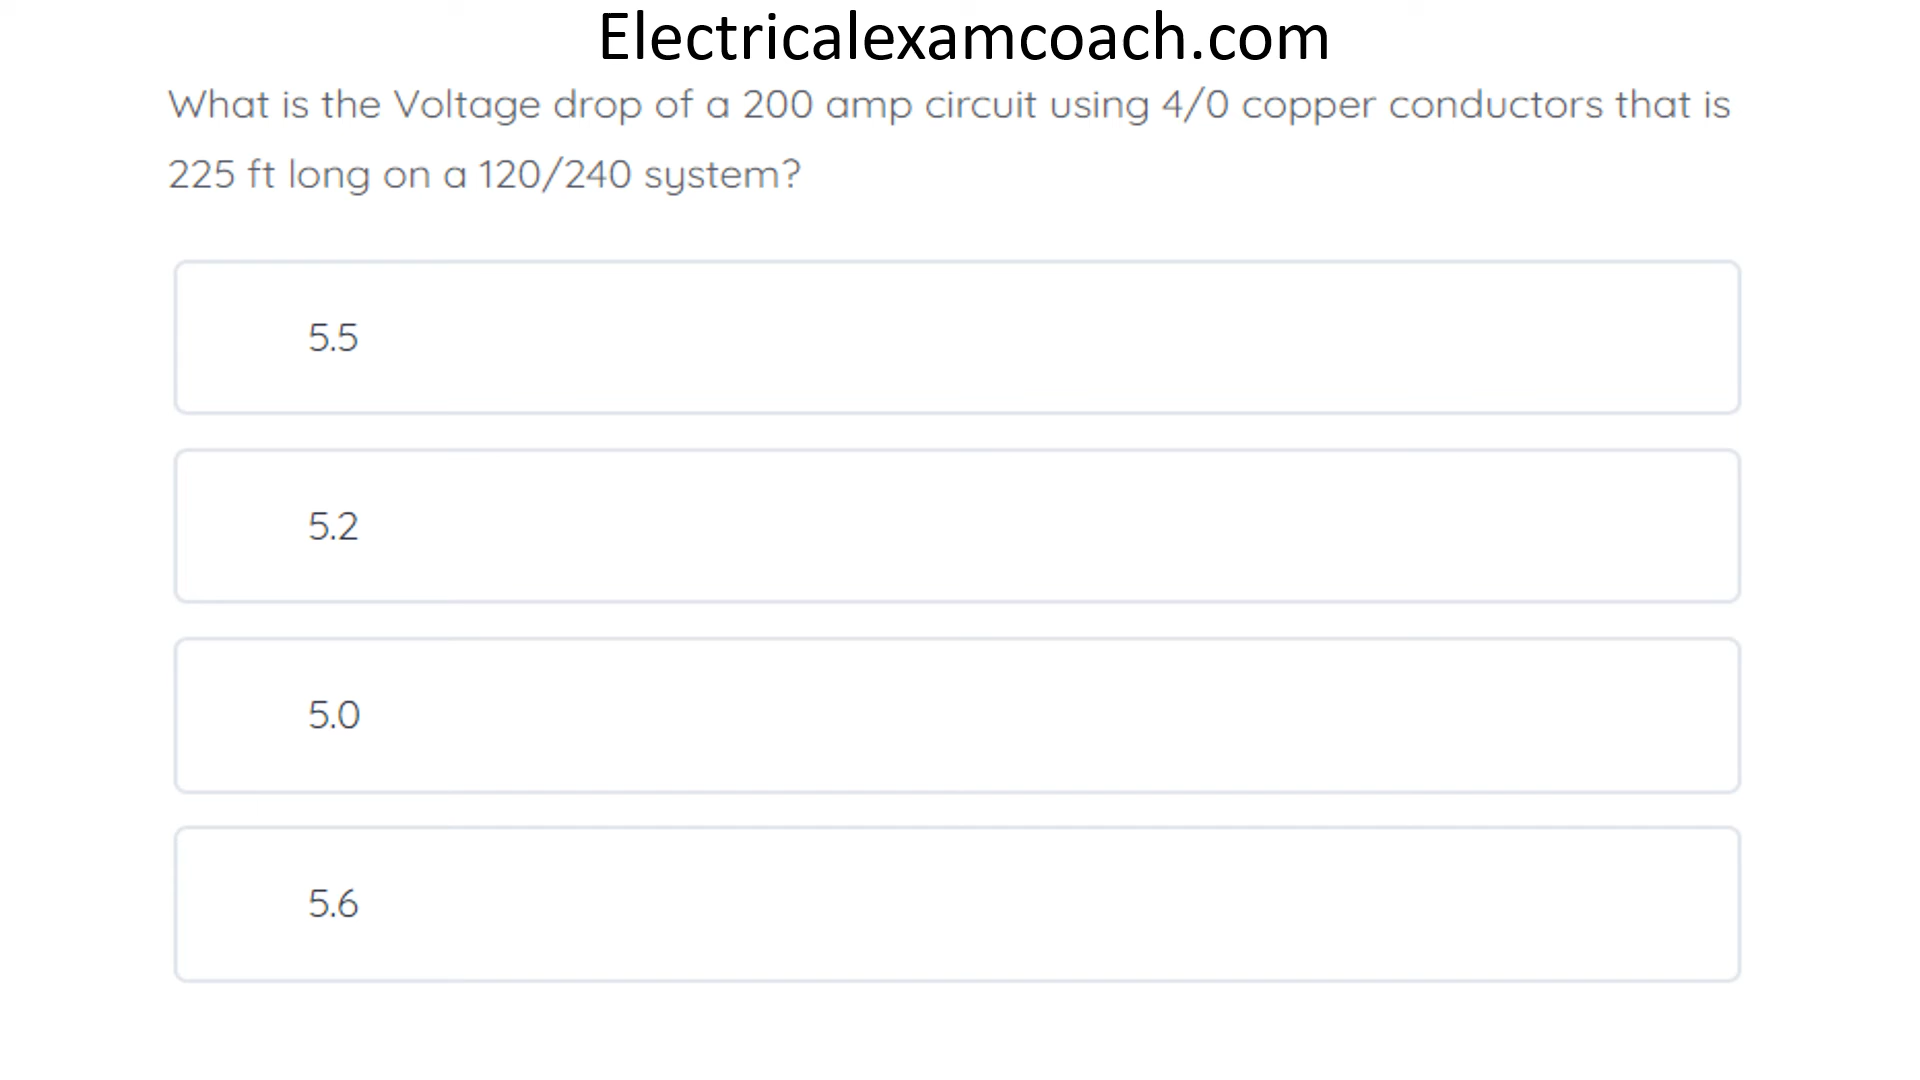 Electricalexamcoach.com
What is the Voltage drop of a 200 amp circuit using 4/0 copper conductors that is
225 ft long on a 120/240 system?
5.5
5.2
5.0
5.6